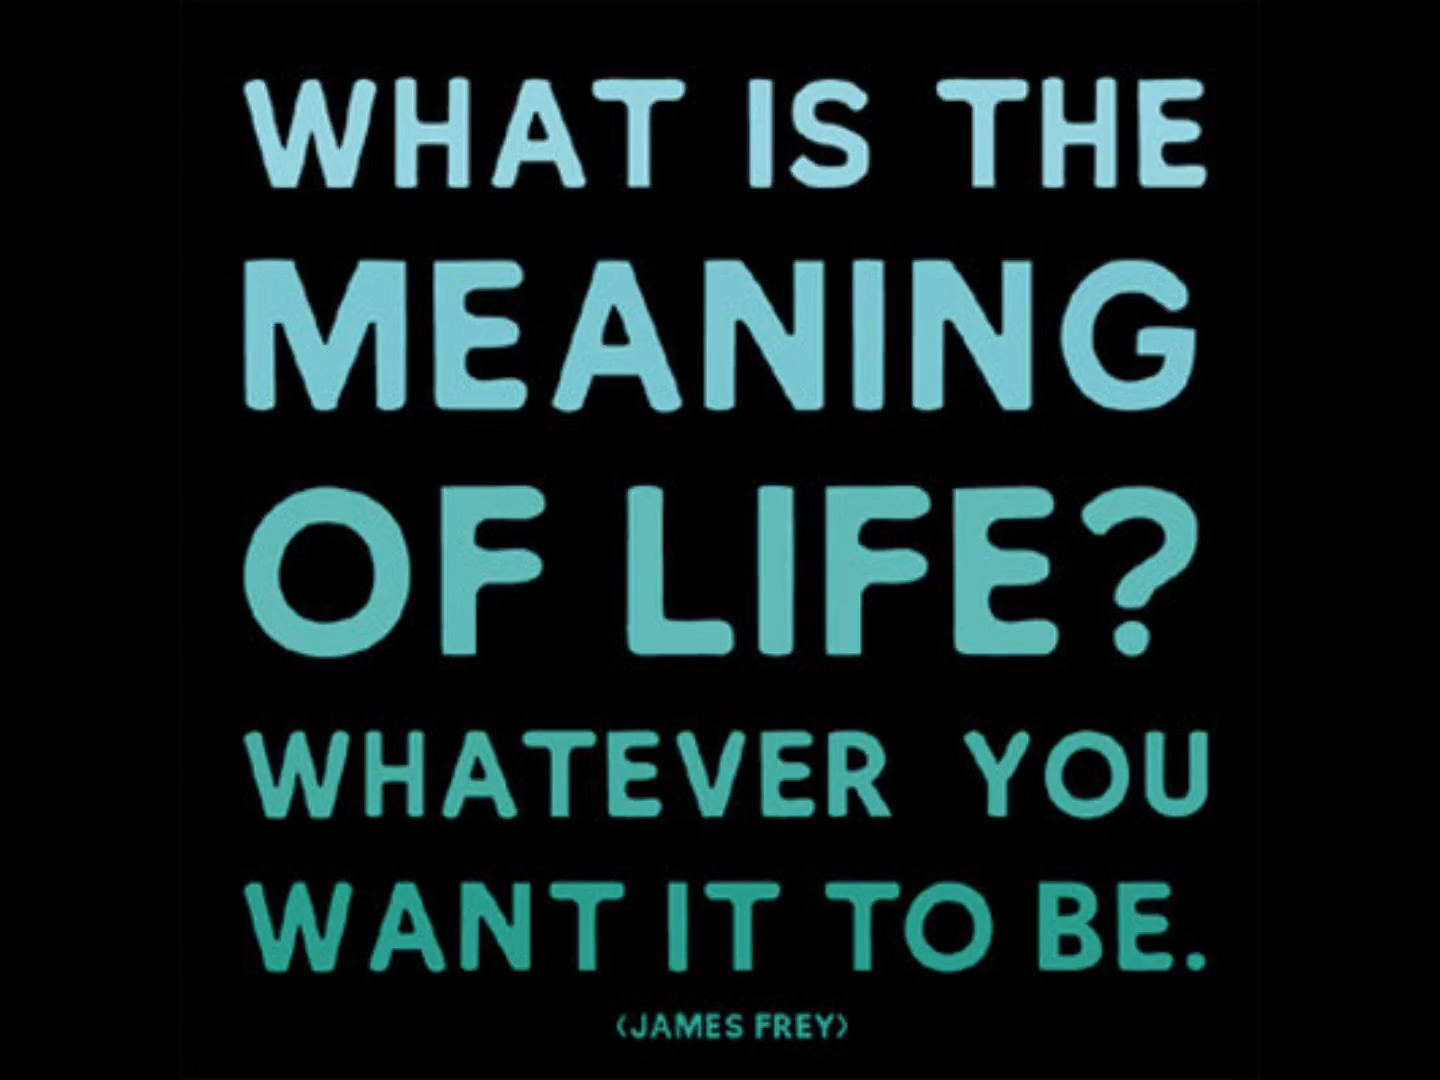 WHAT IS THE
MEANING
OF LIFE?
WHATEVER YOU
WANT IT TO BE.
(JAMES FREY)